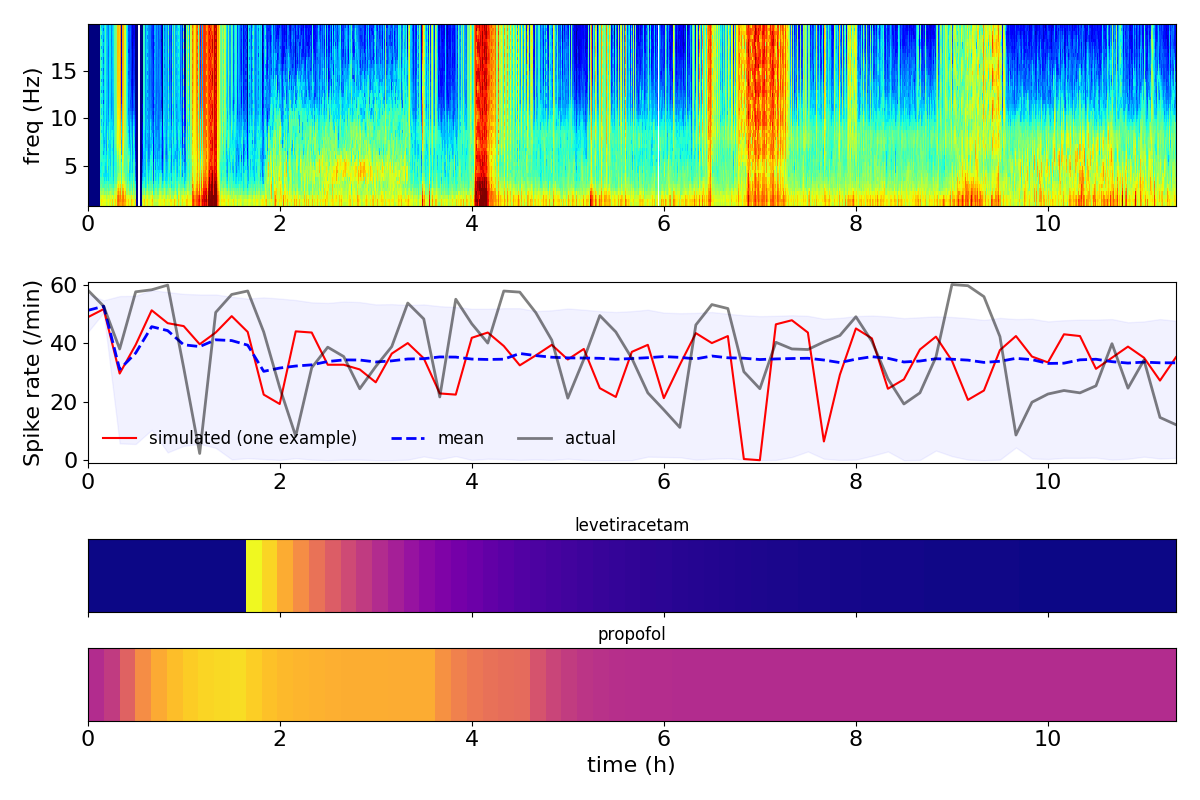 freq (Hz)
15
10
5
0 2 4 6 8 10
Spike rate (/min)
60
40
20
0
simulated (one example) mean actual
0 2 4 6 8 10
levetiracetam
propofol
0 2 4 6 8 10
time (h)